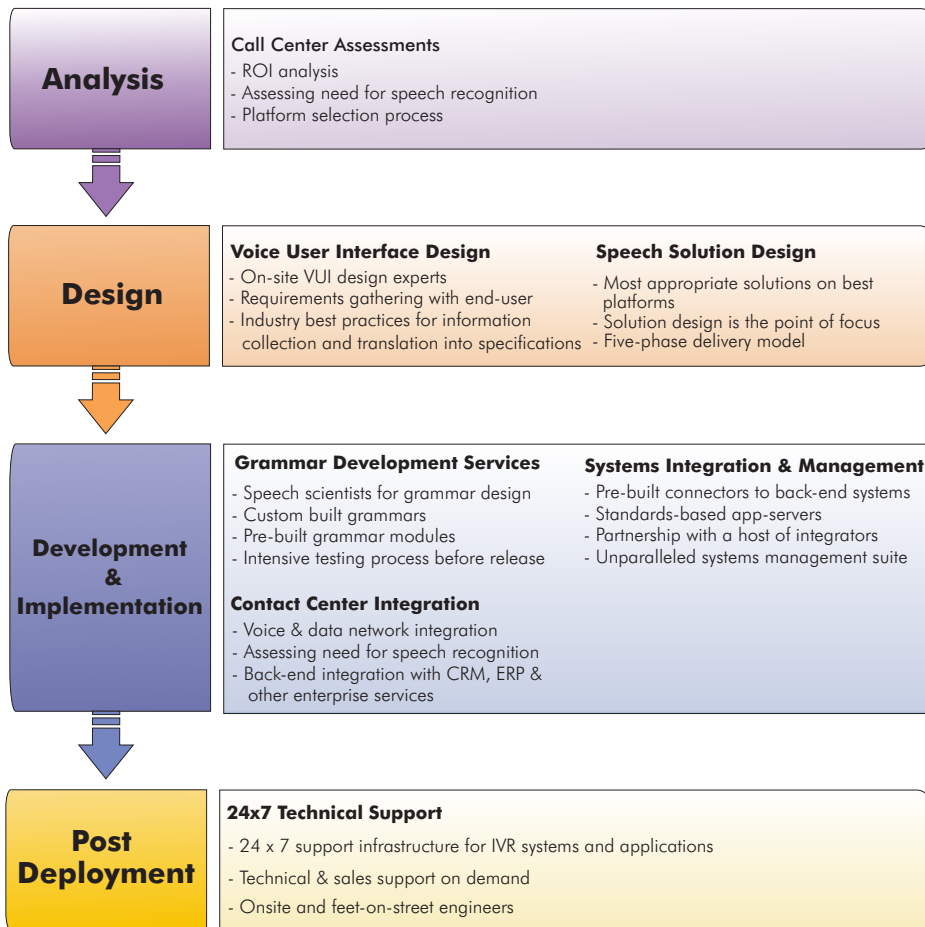 Analysis
Call Center Assessments
- ROI analysis
- Assessing need for speech recognition
- Platform selection process
Design
Voice User Interface Design
- On-site VUI design experts
- Requirements gathering with end-user
- Industry best practices for information
collection and translation into specifications
Speech Solution Design
- Most appropriate solutions on best
platforms
- Solution design is the point of focus
- Five-phase delivery model
Development
&
Implementation
Grammar Development Services
- Speech scientists for grammar design
- Custom built grammars
- Pre-built grammar modules
- Intensive testing process before release
Systems Integration & Management
- Pre-built connectors to back-end systems
- Standards-based app-servers
- Partnership with a host of integrators
- Unparalleled systems management suite
Contact Center Integration
- Voice & data network integration
- Assessing need for speech recognition
- Back-end integration with CRM, ERP &
other enterprise services
Post
Deployment
24x7 Technical Support
- 24 x 7 support infrastructure for IVR systems and applications
- Technical & sales support on demand
- Onsite and feet-on-street engineers